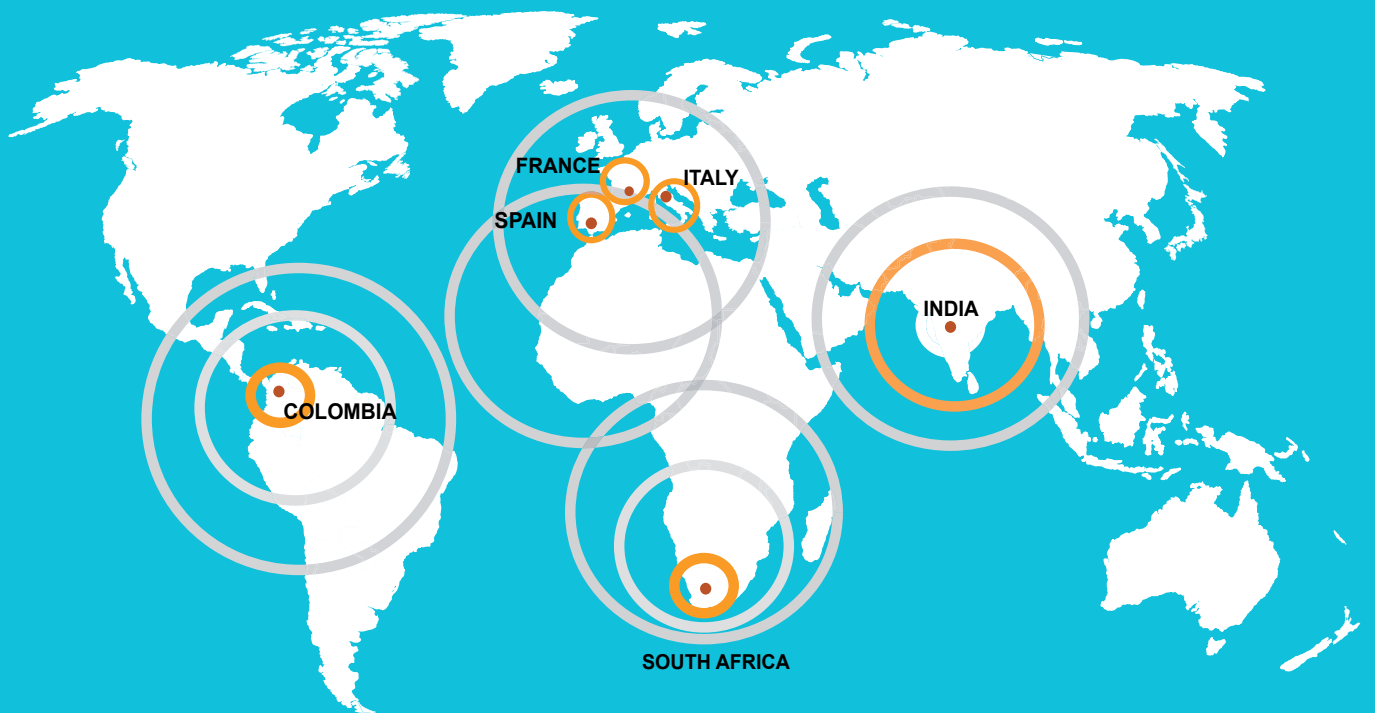 FRANCE
ITALY
SPAIN
INDIA
COLOMBIA
SOUTH AFRICA